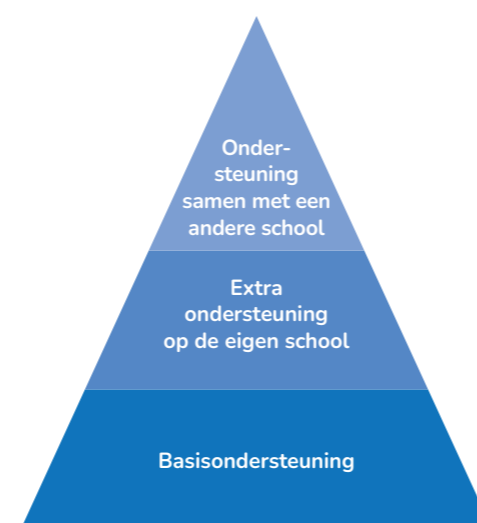 Onder-
steuning
samen met een
andere school
Extra
ondersteuning
op de eigen school
Basisondersteuning